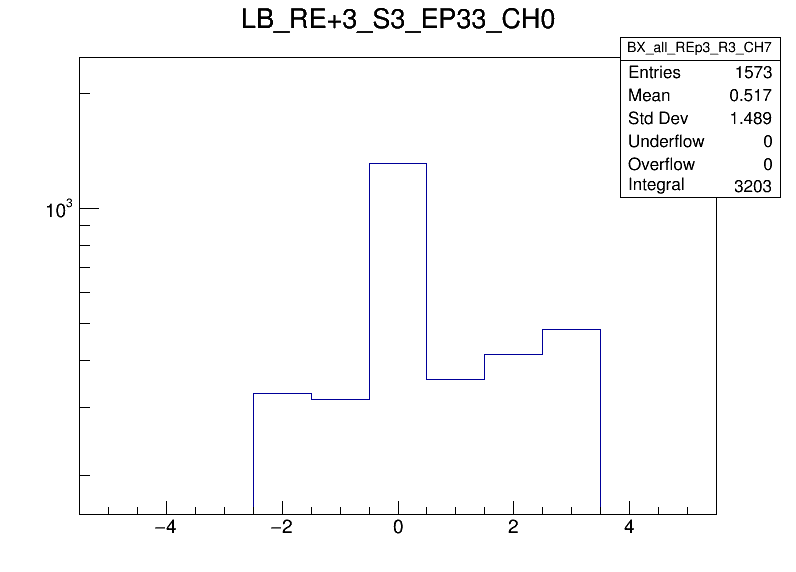 LB_RE+3_S3_EP33_CH0
BX_all_REp3_R3_CH7
Entries 1573
Mean 0.517
Std Dev 1.489
Underflow 0
Overflow 0
Integral 3203
10³
−4 −2 0 2 4